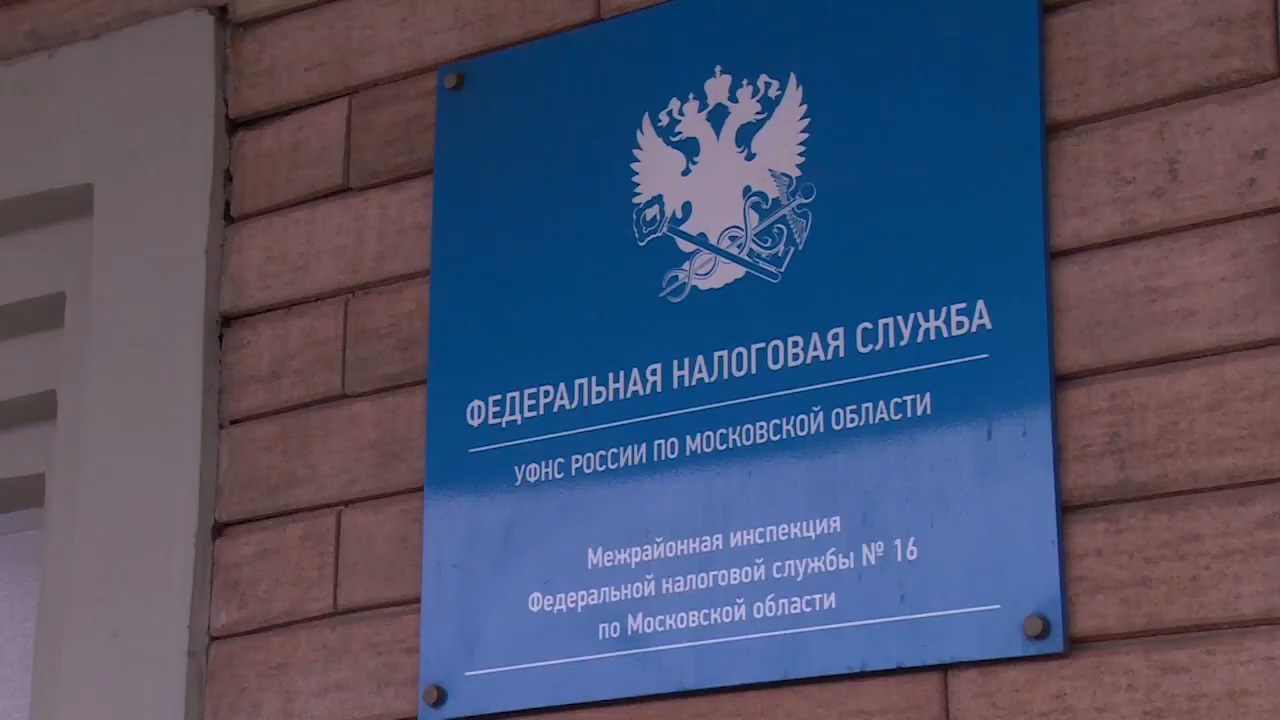 ФЕДЕРАЛЬНАЯ НАЛОГОВАЯ СЛУЖБА
УФНС РОССИИ ПО МОСКОВСКОЙ ОБЛАСТИ
Межрайонная инспекция
Федеральной налоговой службы № 16
по Московской области